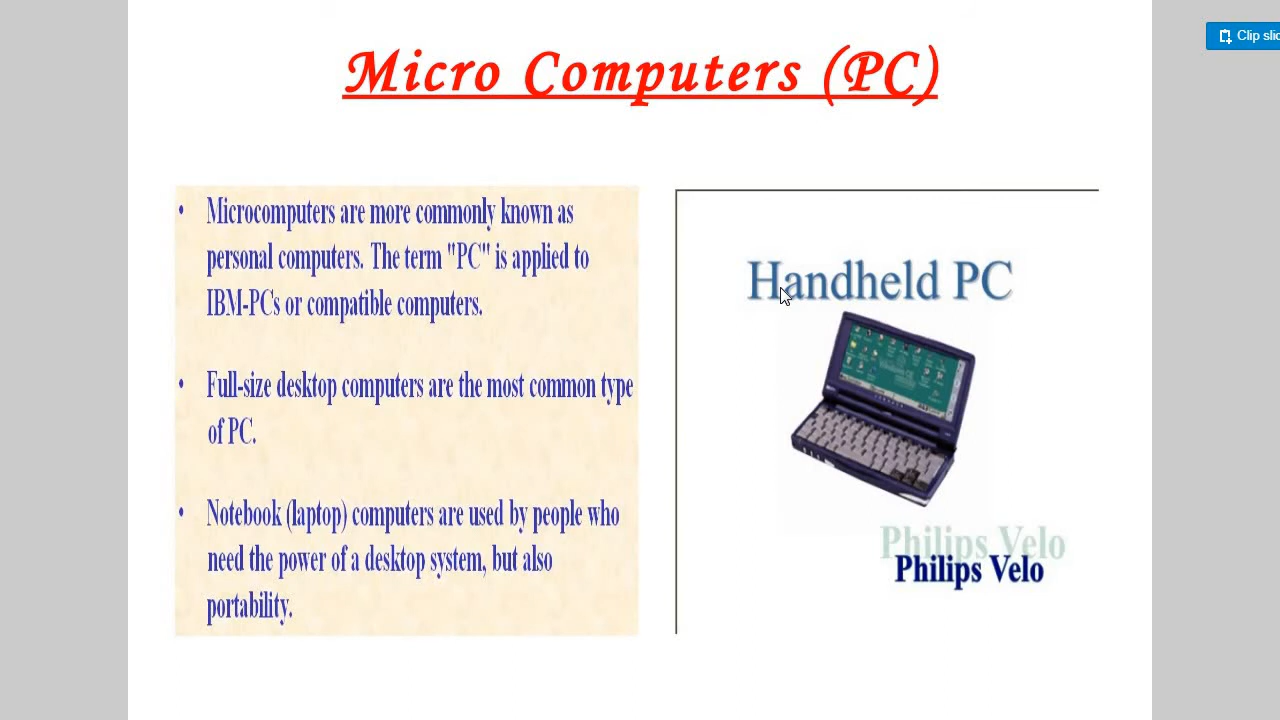 Micro Computers (PC)
Clip slid
• Microcomputers are more commonly known as
personal computers. The term "PC" is applied to
IBM-PCs or compatible computers.
• Full-size desktop computers are the most common type
of PC.
• Notebook (laptop) computers are used by people who
need the power of a desktop system, but also
portability.
Handheld PC
Philips Velo
Philips Velo